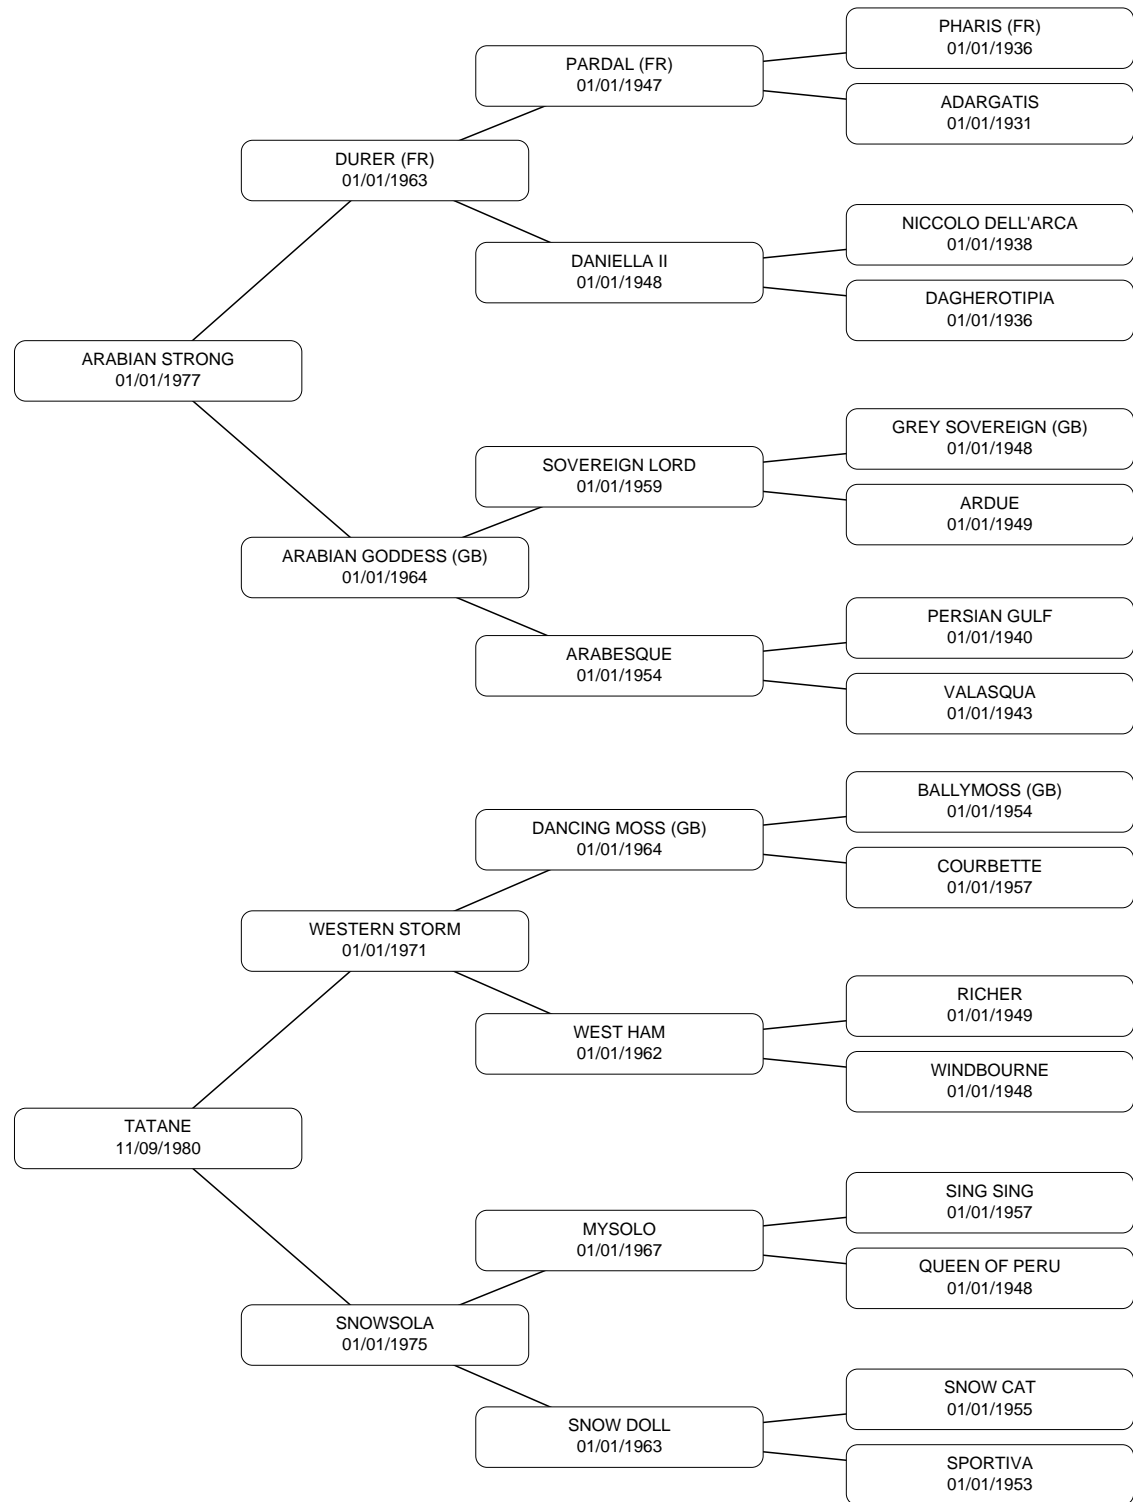 PHARIS (FR)
01/01/1936
PARDAL (FR)
01/01/1947
ADARGATIS
01/01/1931
DURER (FR)
01/01/1963
NICCOLO DELL'ARCA
01/01/1938
DANIELLA II
01/01/1948
DAGHEROTIPIA
01/01/1936
ARABIAN STRONG
01/01/1977
GREY SOVEREIGN (GB)
01/01/1948
SOVEREIGN LORD
01/01/1959
ARDUE
01/01/1949
ARABIAN GODDESS (GB)
01/01/1964
PERSIAN GULF
01/01/1940
ARABESQUE
01/01/1954
VALASQUA
01/01/1943
BALLYMOSS (GB)
01/01/1954
DANCING MOSS (GB)
01/01/1964
COURBETTE
01/01/1957
WESTERN STORM
01/01/1971
RICHER
01/01/1949
WEST HAM
01/01/1962
WINDBOURNE
01/01/1948
TATANE
11/09/1980
SING SING
01/01/1957
MYSOLO
01/01/1967
QUEEN OF PERU
01/01/1948
SNOWSOLA
01/01/1975
SNOW CAT
01/01/1955
SNOW DOLL
01/01/1963
SPORTIVA
01/01/1953